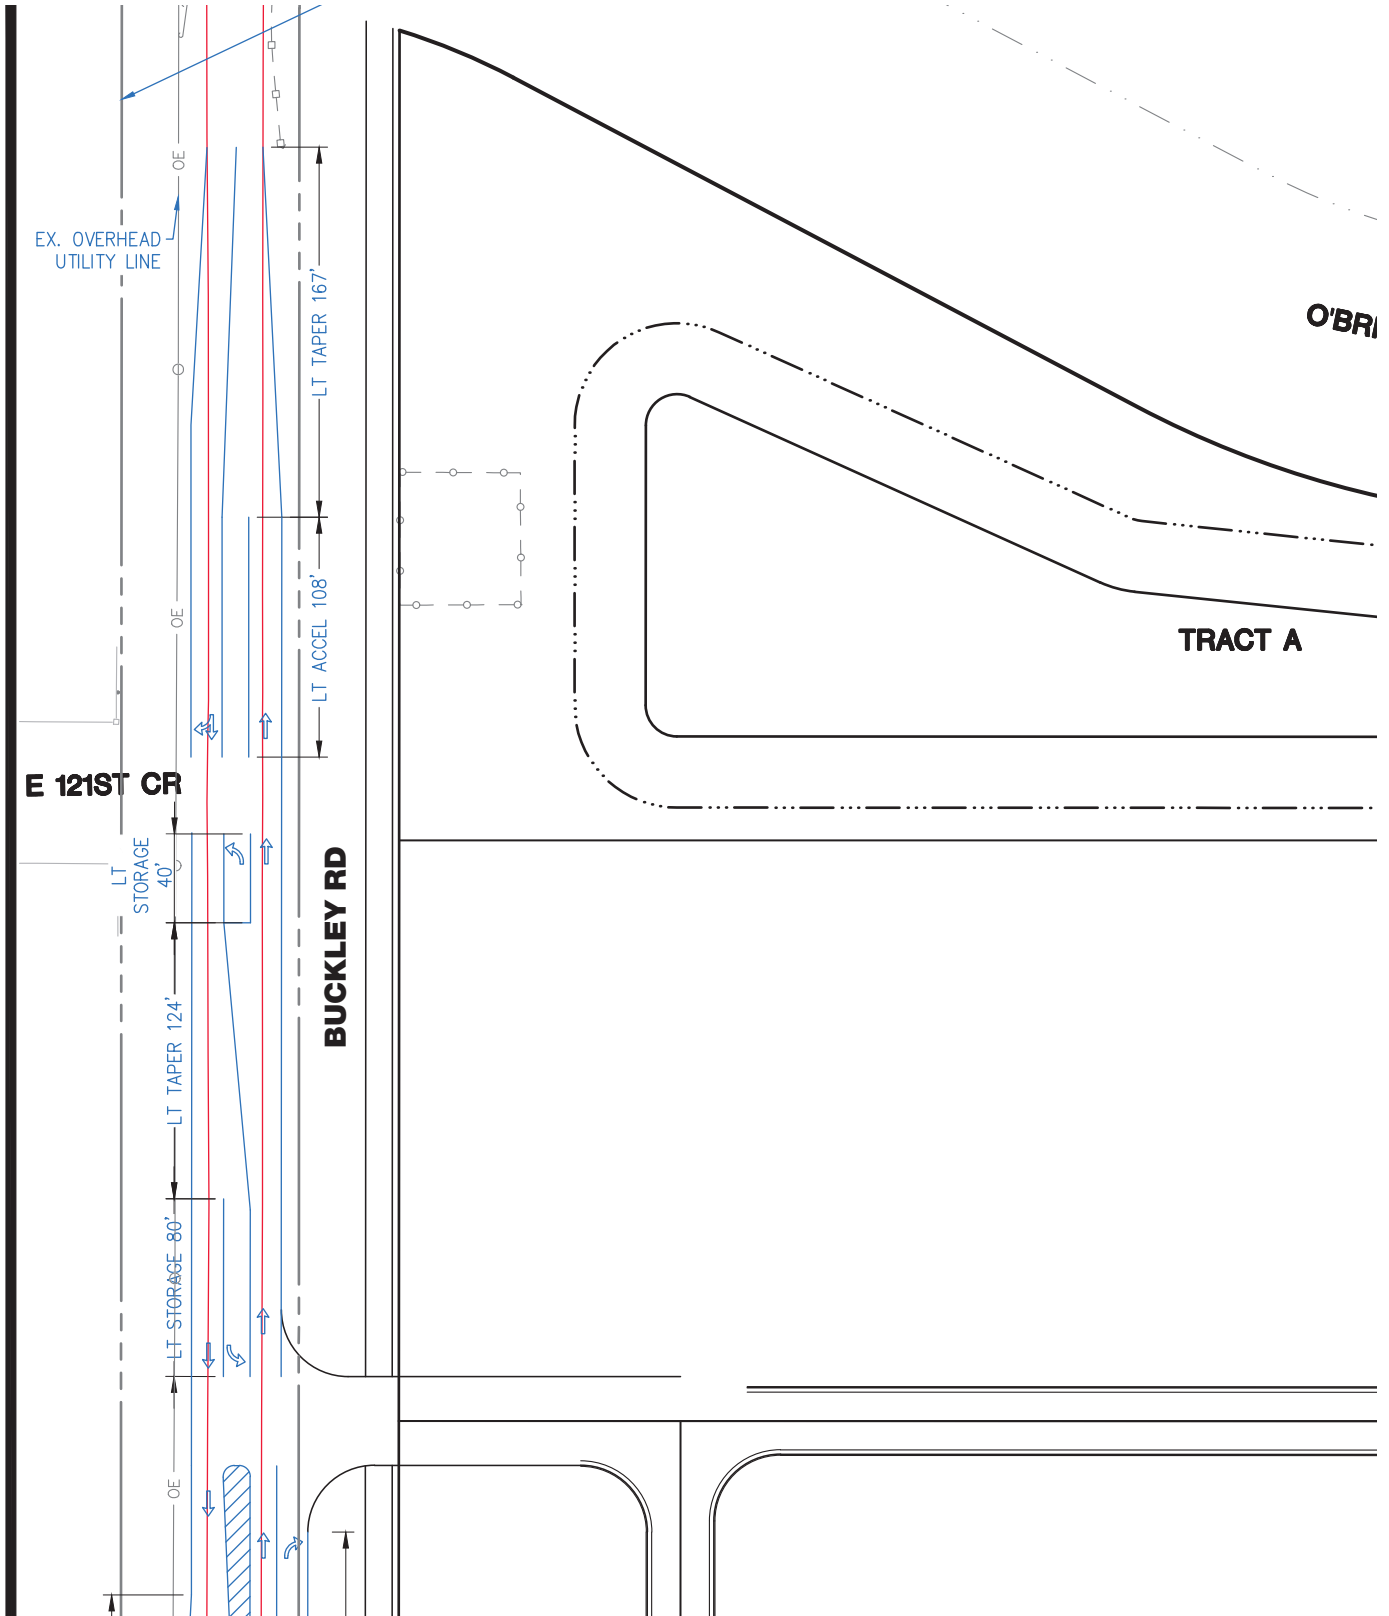 OE
EX. OVERHEAD
UTILITY LINE
LT TAPER 167'
O'BRI
LT ACCEL 108'
OE
TRACT A
E 121ST CR
LT
STORAGE
40'
BUCKLEY RD
LT TAPER 124'
LT STORAGE 80'
OE